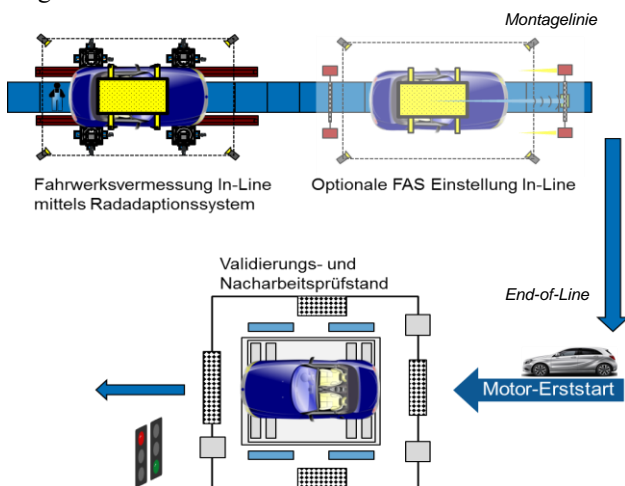 Montagelinie
Fahrwerksvermessung In-Line
mittels Radadaptionssystem
Optionale FAS Einstellung In-Line
Validierungs- und
Nacharbeitsprüfstand
End-of-Line
Motor-Erststart